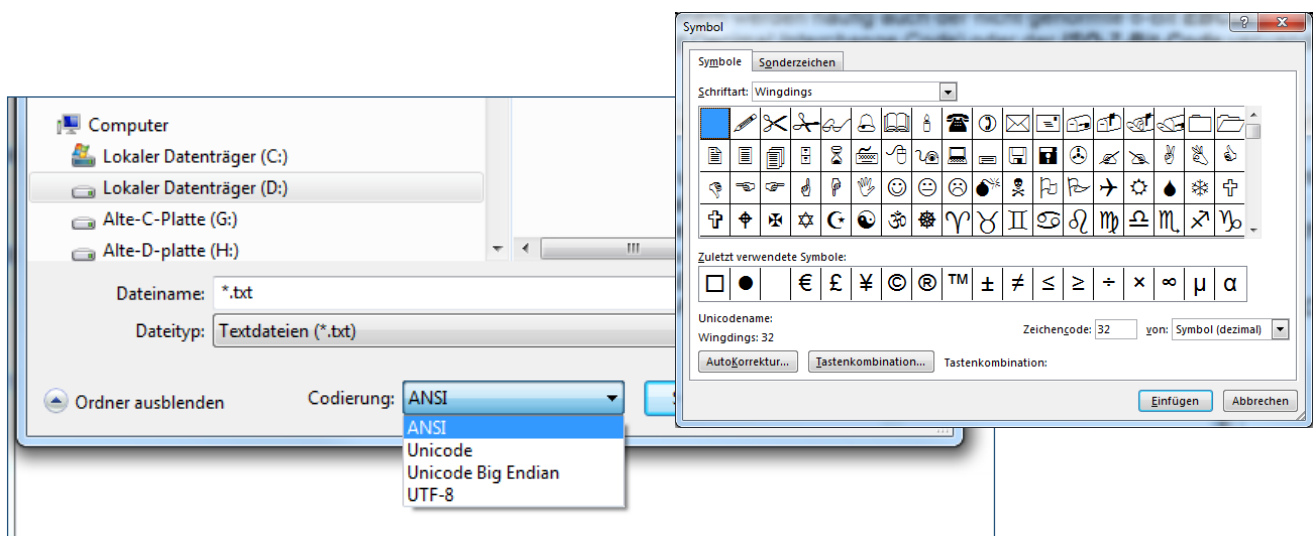 Computer
Lokaler Datenträger (C:)
Lokaler Datenträger (D:)
Alte-C-Platte (G:)
Alte-D-platte (H:)
Dateiname: *.txt
Dateityp: Textdateien (*.txt)
Ordner ausblenden
Codierung: ANSI
ANSI
Unicode
Unicode Big Endian
UTF-8
Symbol
Symbole Sonderzeichen
Schriftart: Wingdings
Zuletzt verwendete Symbole:
€ £ ¥ © ® ™ ± ≠ ≤ ≥ ÷ × ∞ µ α
Unicodename:
Wingdings: 32
Zeichencode: 32 von: Symbol (dezimal)
AutoKorrektur... Tastenkombination... Tastenkombination:
Einfügen Abbrechen